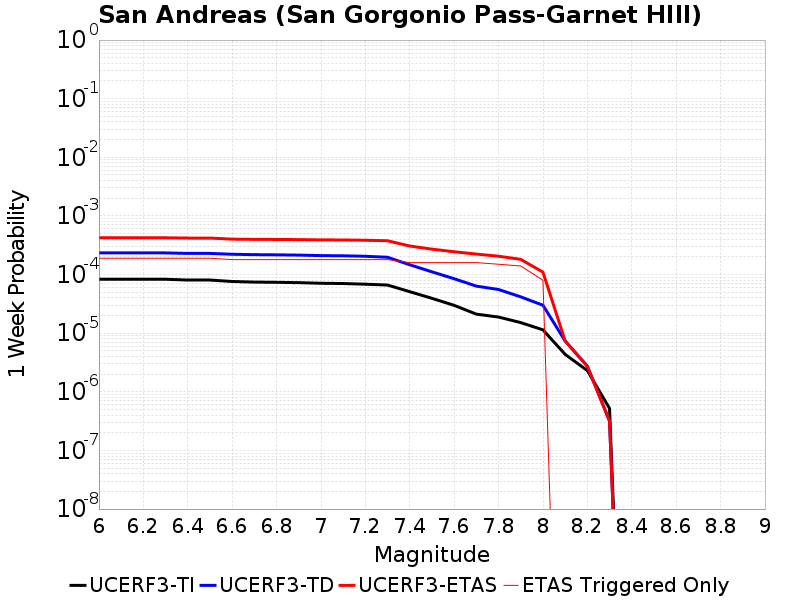 San Andreas (San Gorgonio Pass-Garnet HIll)
10^0
10^-1
10^-2
10^-3
10^-4
10^-5
10^-6
10^-7
10^-8
1 Week Probability
6 6.2 6.4 6.6 6.8 7 7.2 7.4 7.6 7.8 8 8.2 8.4 8.6 8.8 9
Magnitude
UCERF3-TI UCERF3-TD UCERF3-ETAS ETAS Triggered Only